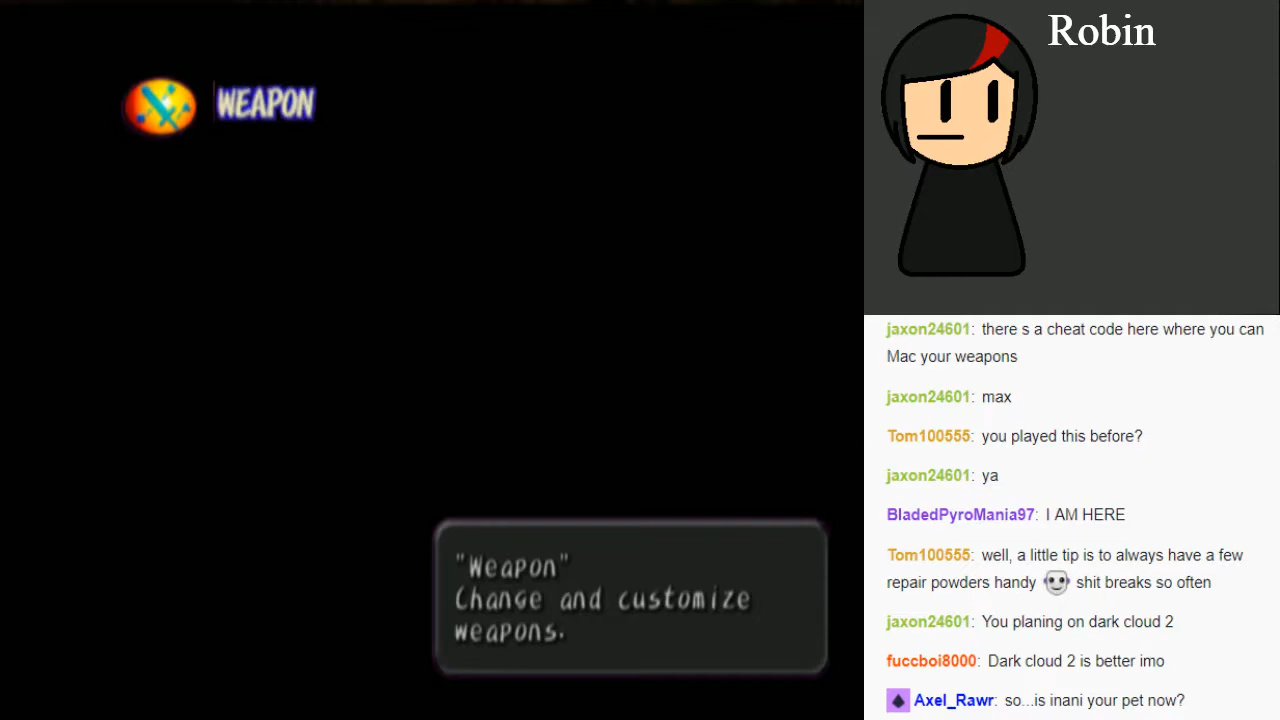 WEAPON
"Weapon"
Change and customize
weapons.
Robin
jaxon24601: there s a cheat code here where you can
Mac your weapons
jaxon24601: max
Tom100555: you played this before?
jaxon24601: ya
BladedPyroMania97: I AM HERE
Tom100555: well, a little tip is to always have a few
repair powders handy shit breaks so often
jaxon24601: You planing on dark cloud 2
fuccboi8000: Dark cloud 2 is better imo
Axel_Rawr: so...is inani your pet now?